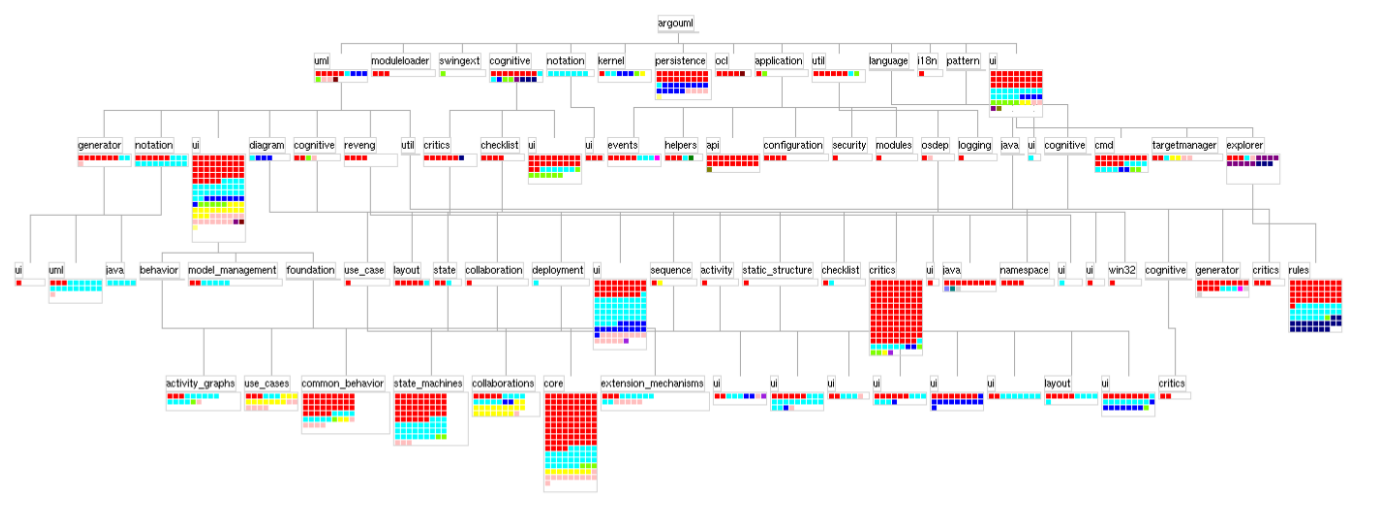 argouml
uml moduleloader swingext cognitive notation kernel persistence ocl application util language i18n pattern ui
generator notation ui diagram cognitive reveng util critics checklist ui ui events helpers api configuration security modules osdep logging java ui cognitive cmd targetmanager explorer
ui uml java behavior model_management foundation use_case layout state collaboration deployment ui sequence activity static_structure checklist critics ui java namespace ui ui win32 cognitive generator critics rules
activity_graphs use_cases common_behavior state_machines collaborations core extension_mechanisms ui ui ui ui ui ui layout ui critics